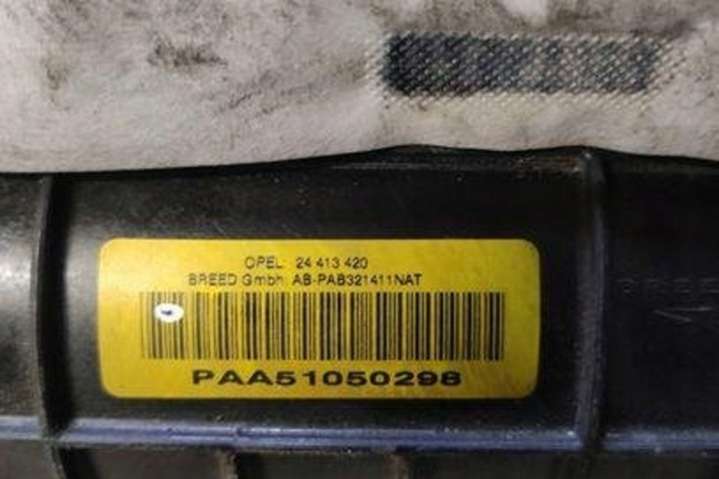 OPEL: 24 413 420
BREED Gmbh: AB-PAB321411NAT
PAA51050298